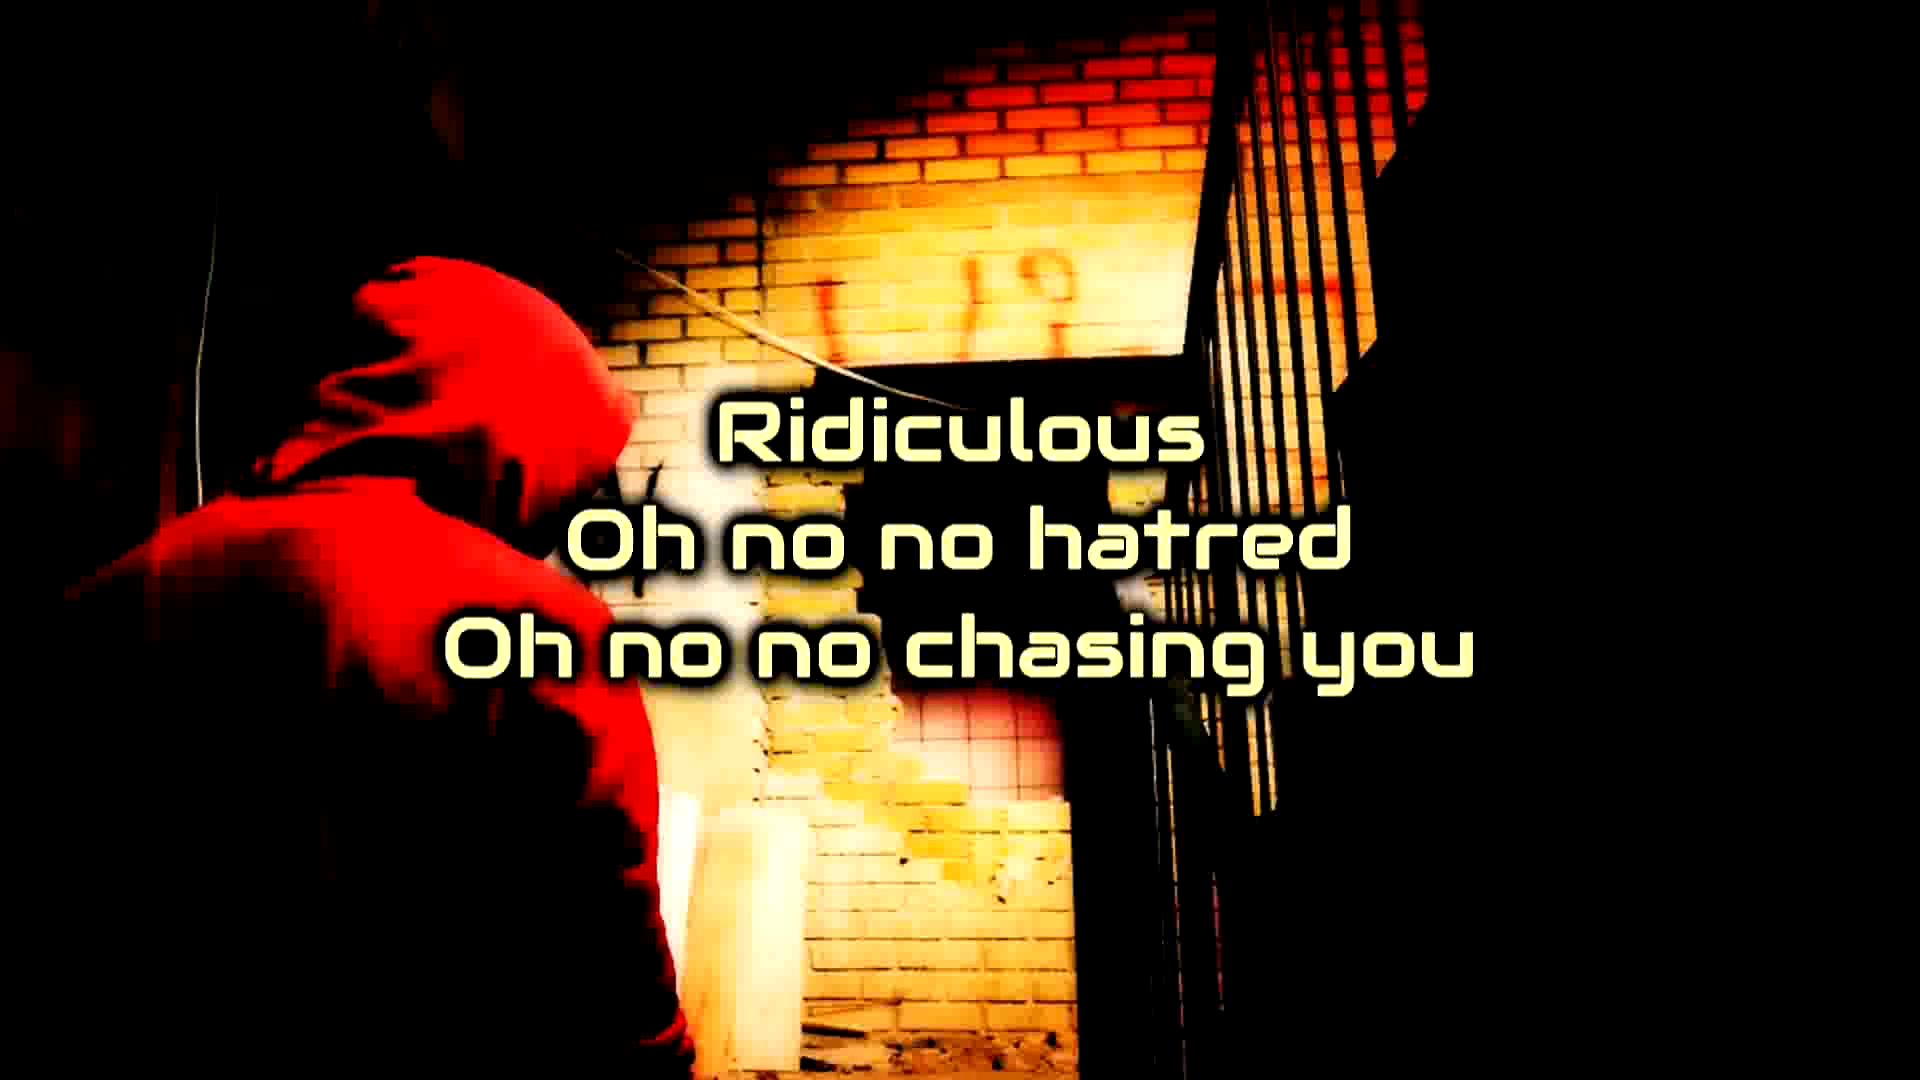 Ridiculous
Oh no no hatred
Oh no no chasing you